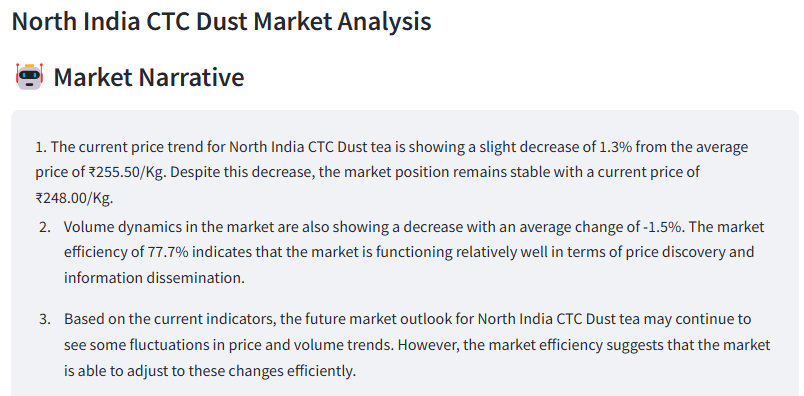 North India CTC Dust Market Analysis
Market Narrative
1. The current price trend for North India CTC Dust tea is showing a slight decrease of 1.3% from the average
price of ₹255.50/Kg. Despite this decrease, the market position remains stable with a current price of
₹248.00/Kg.
2. Volume dynamics in the market are also showing a decrease with an average change of -1.5%. The market
efficiency of 77.7% indicates that the market is functioning relatively well in terms of price discovery and
information dissemination.
3. Based on the current indicators, the future market outlook for North India CTC Dust tea may continue to
see some fluctuations in price and volume trends. However, the market efficiency suggests that the market
is able to adjust to these changes efficiently.